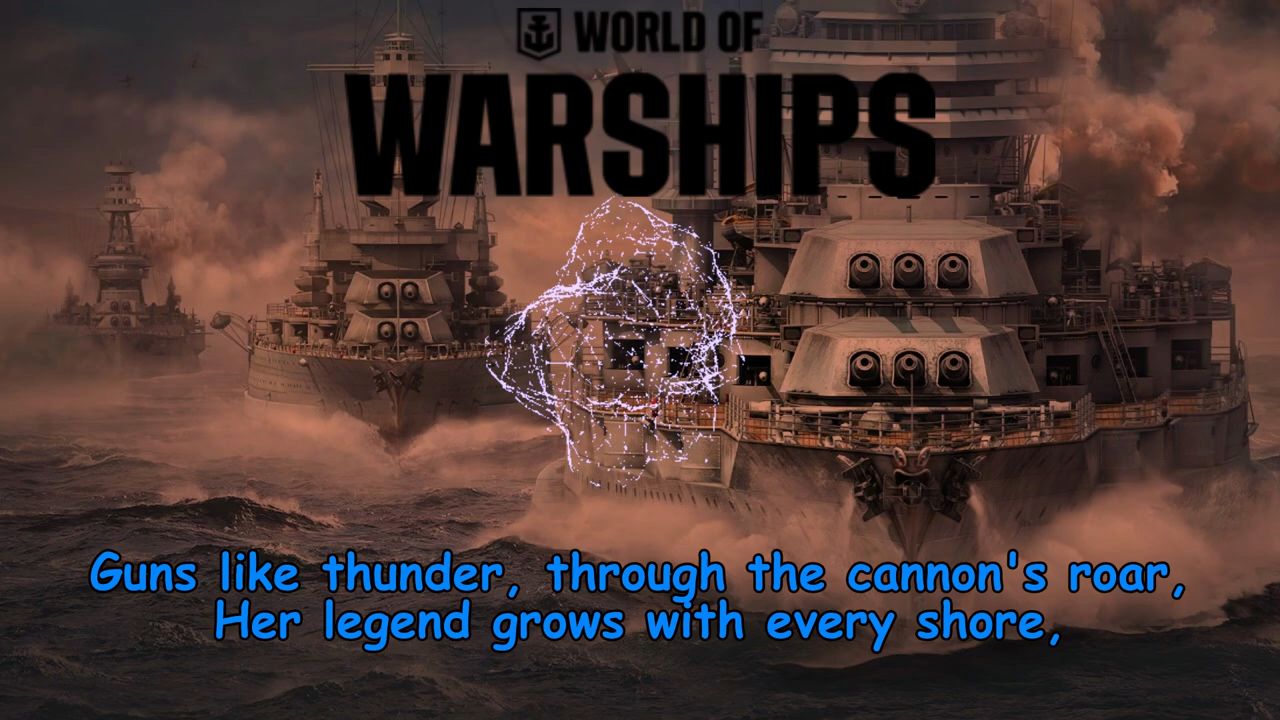 WORLD OF
WARSHIPS
Guns like thunder, through the cannon's roar,
Her legend grows with every shore,